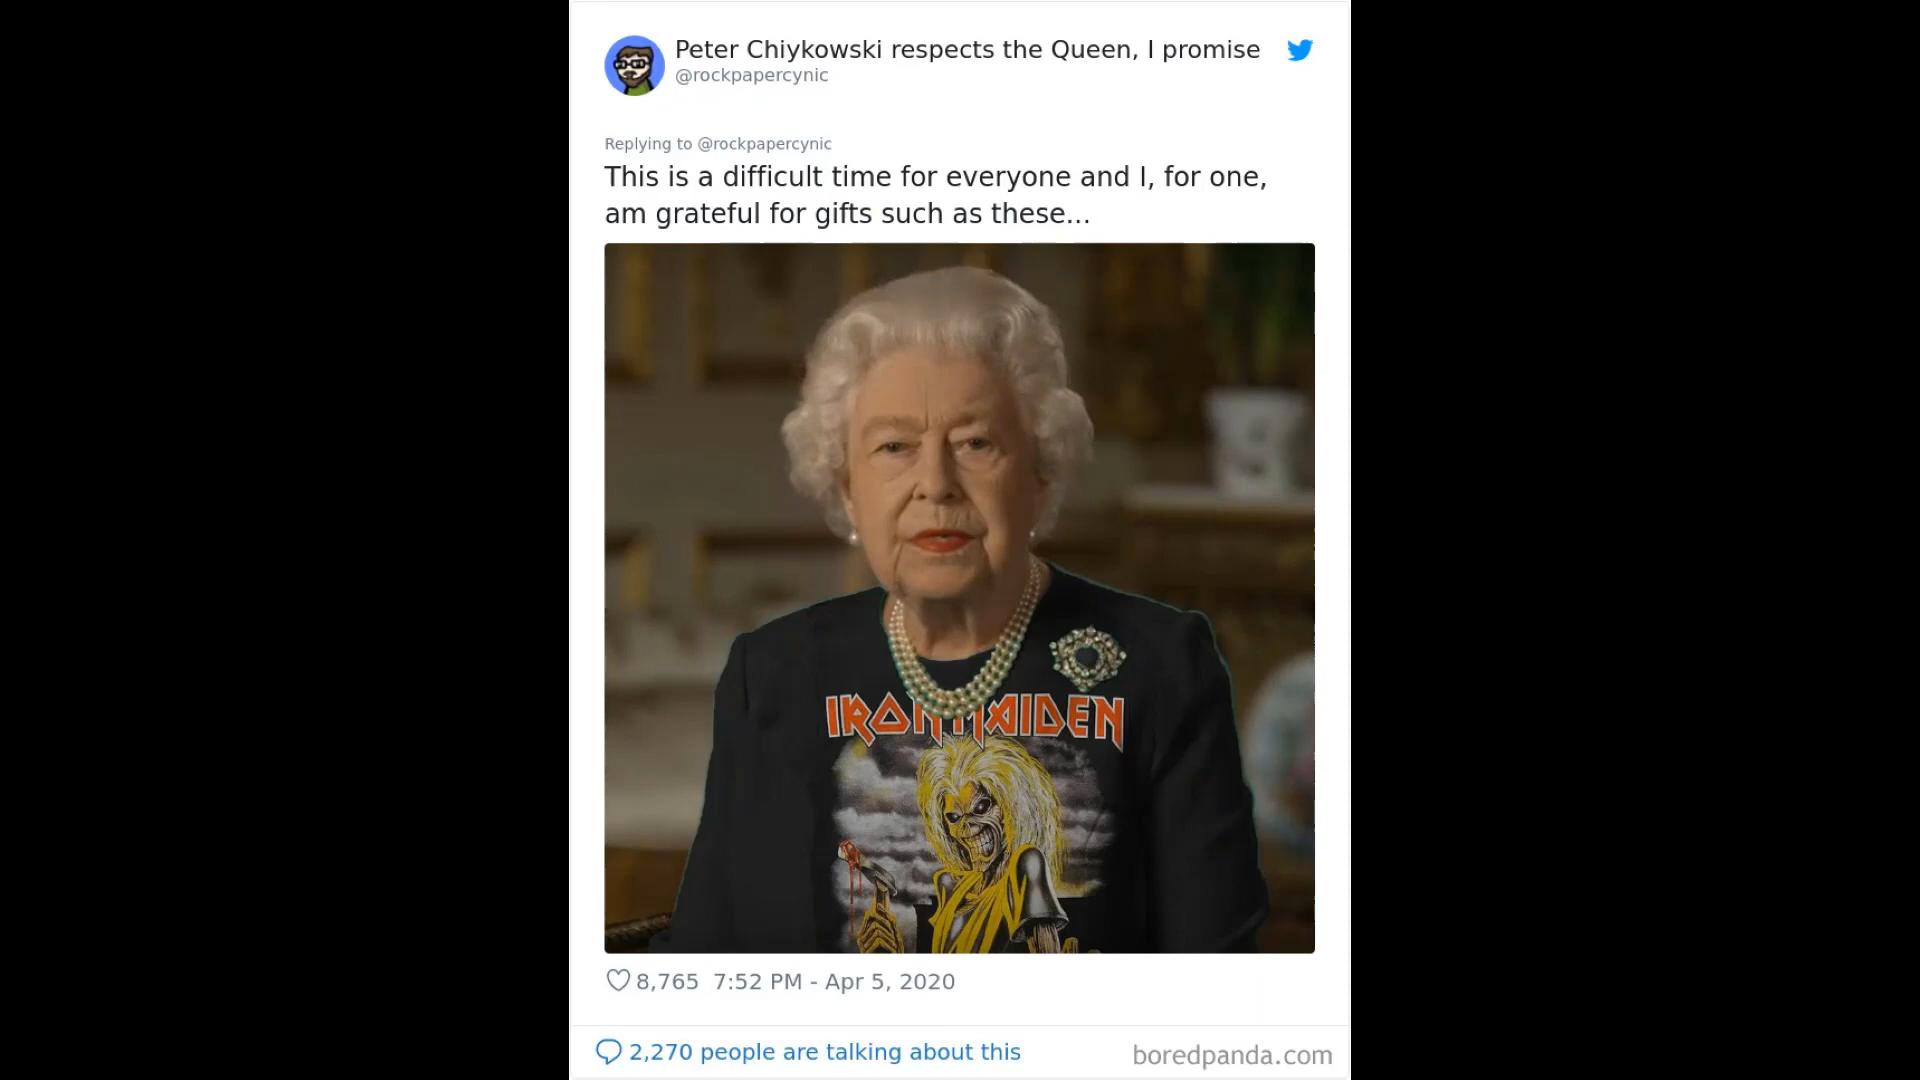 Peter Chiykowski respects the Queen, I promise
@rockpapercynic
Replying to @rockpapercynic
This is a difficult time for everyone and I, for one,
am grateful for gifts such as these...
IRON MAIDEN
8,765 7:52 PM - Apr 5, 2020
2,270 people are talking about this
boredpanda.com